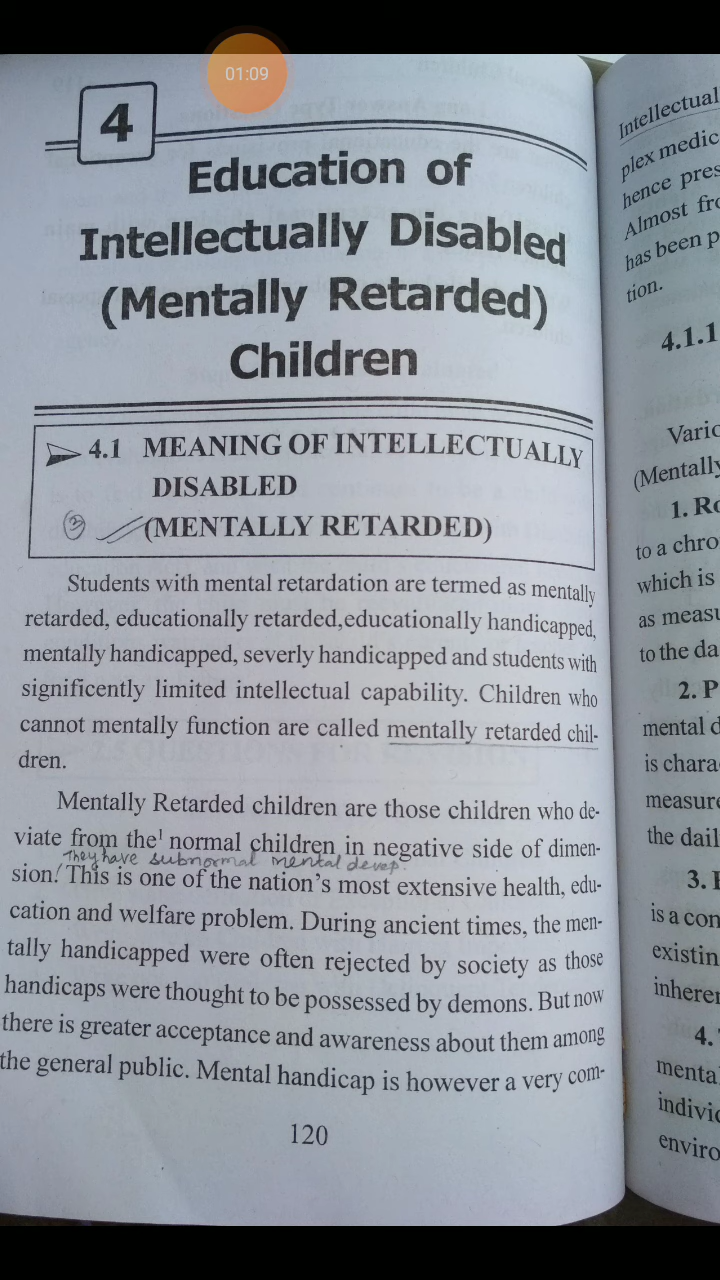 01:09
4
Education of
Intellectually Disabled
(Mentally Retarded)
Children
4.1 MEANING OF INTELLECTUALLY
DISABLED
3 (MENTALLY RETARDED)
Students with mental retardation are termed as mentally
retarded, educationally retarded,educationally handicapped,
mentally handicapped, severly handicapped and students with
significently limited intellectual capability. Children who
cannot mentally function are called mentally retarded chil-
dren.
Mentally Retarded children are those children who de-
viate from the normal children in negative side of dimen-
They have subnormal mental devep.
sion. This is one of the nation's most extensive health, edu-
cation and welfare problem. During ancient times, the men-
tally handicapped were often rejected by society as those
handicaps were thought to be possessed by demons. But now
there is greater acceptance and awareness about them among
the general public. Mental handicap is however a very com-
120
Intellectual
plex medic
hence pres
Almost fro
has been p
tion.
4.1.1
Vario
(Mentally
1. Ro
to a chro
which is
as measu
to the da
2. P
mental d
is chara
measure
the dail
3. 
is a con
existin
inherer
4.
menta
individ
enviro